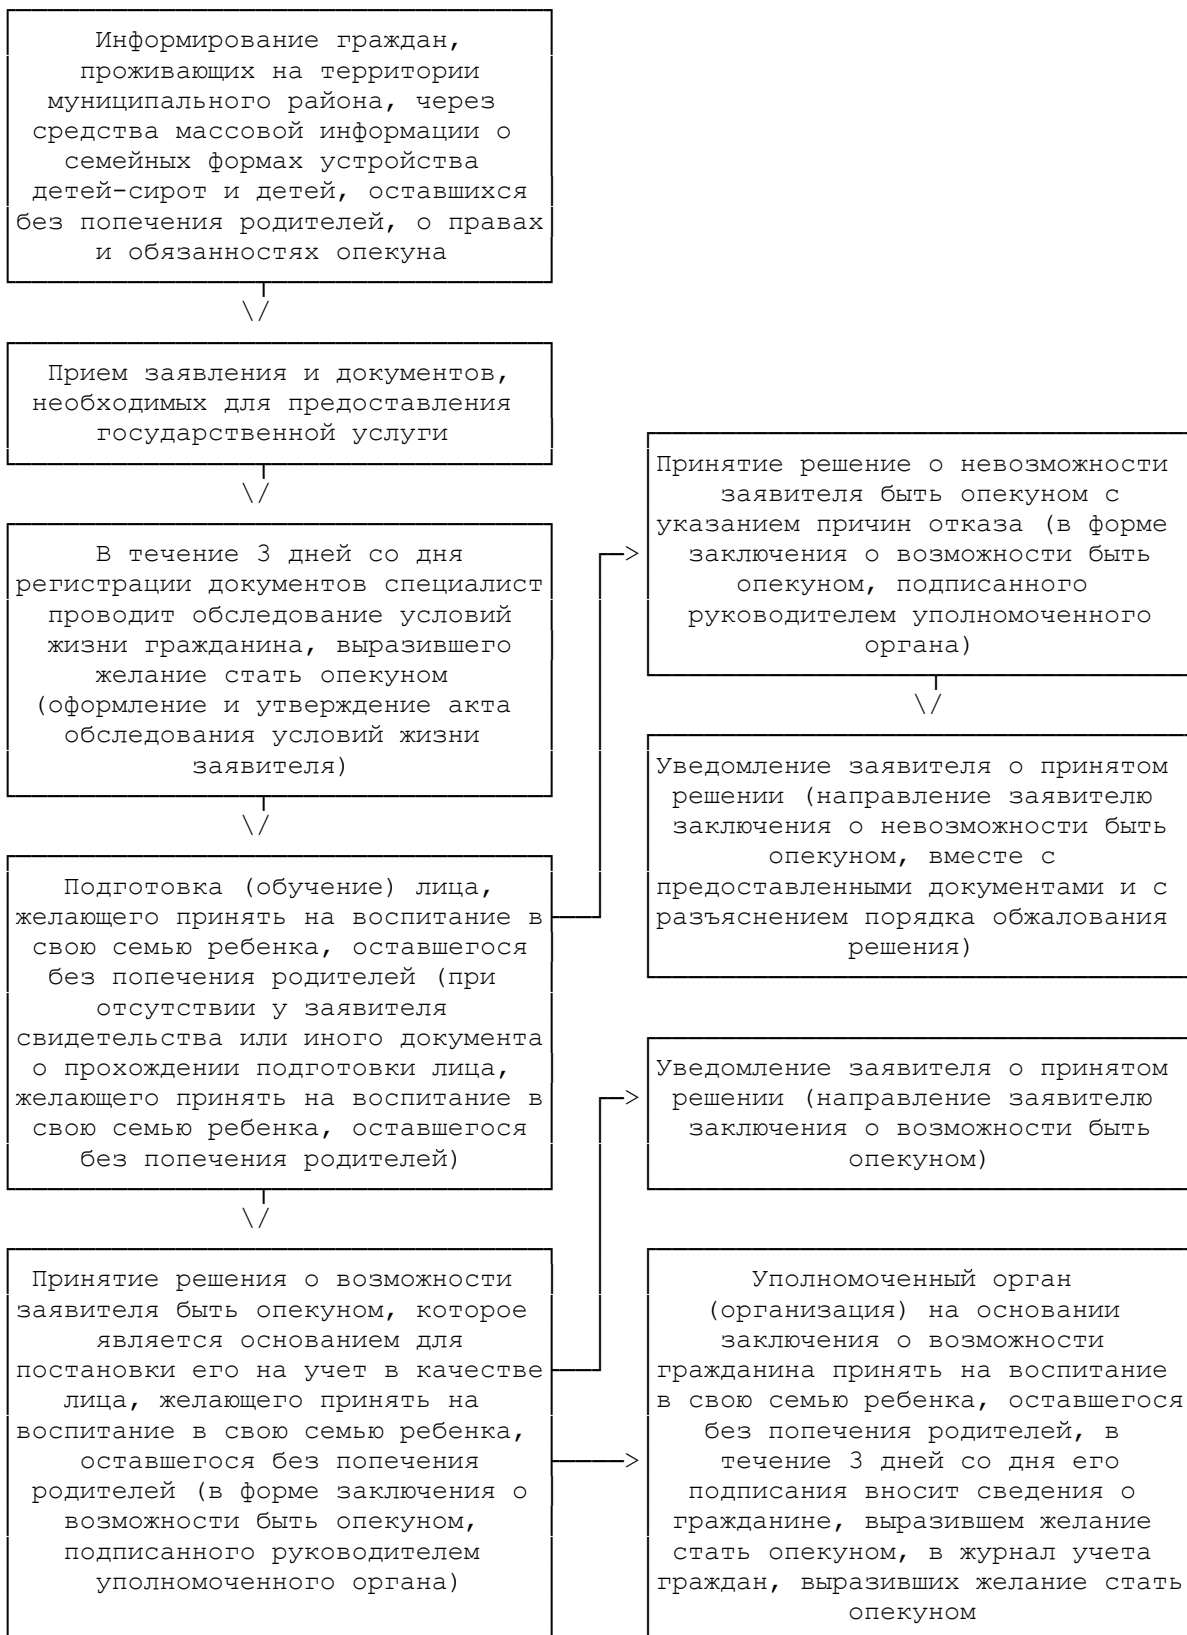 Информирование граждан,
проживающих на территории
муниципального района, через
средства массовой информации о
семейных формах устройства
детей-сирот и детей, оставшихся
без попечения родителей, о правах
и обязанностях опекуна
\/
Прием заявления и документов,
необходимых для предоставления
государственной услуги
\/
В течение 3 дней со дня
регистрации документов специалист
проводит обследование условий
жизни гражданина, выразившего
желание стать опекуном
(оформление и утверждение акта
обследования условий жизни
заявителя)
\/
Подготовка (обучение) лица,
желающего принять на воспитание в
свою семью ребенка, оставшегося
без попечения родителей (при
отсутствии у заявителя
свидетельства или иного документа
о прохождении подготовки лица,
желающего принять на воспитание в
свою семью ребенка, оставшегося
без попечения родителей)
\/
Принятие решения о возможности
заявителя быть опекуном, которое
является основанием для
постановки его на учет в качестве
лица, желающего принять на
воспитание в свою семью ребенка,
оставшегося без попечения
родителей (в форме заключения о
возможности быть опекуном,
подписанного руководителем
уполномоченного органа)
>
Принятие решение о невозможности
заявителя быть опекуном с
указанием причин отказа (в форме
заключения о возможности быть
опекуном, подписанного
руководителем уполномоченного
органа)
\/
Уведомление заявителя о принятом
решении (направление заявителю
заключения о невозможности быть
опекуном, вместе с
предоставленными документами и с
разъяснением порядка обжалования
решения)
>
Уведомление заявителя о принятом
решении (направление заявителю
заключения о возможности быть
опекуном)
>
Уполномоченный орган
(организация) на основании
заключения о возможности
гражданина принять на воспитание
в свою семью ребенка, оставшегося
без попечения родителей, в
течение 3 дней со дня его
подписания вносит сведения о
гражданине, выразившем желание
стать опекуном, в журнал учета
граждан, выразивших желание стать
опекуном